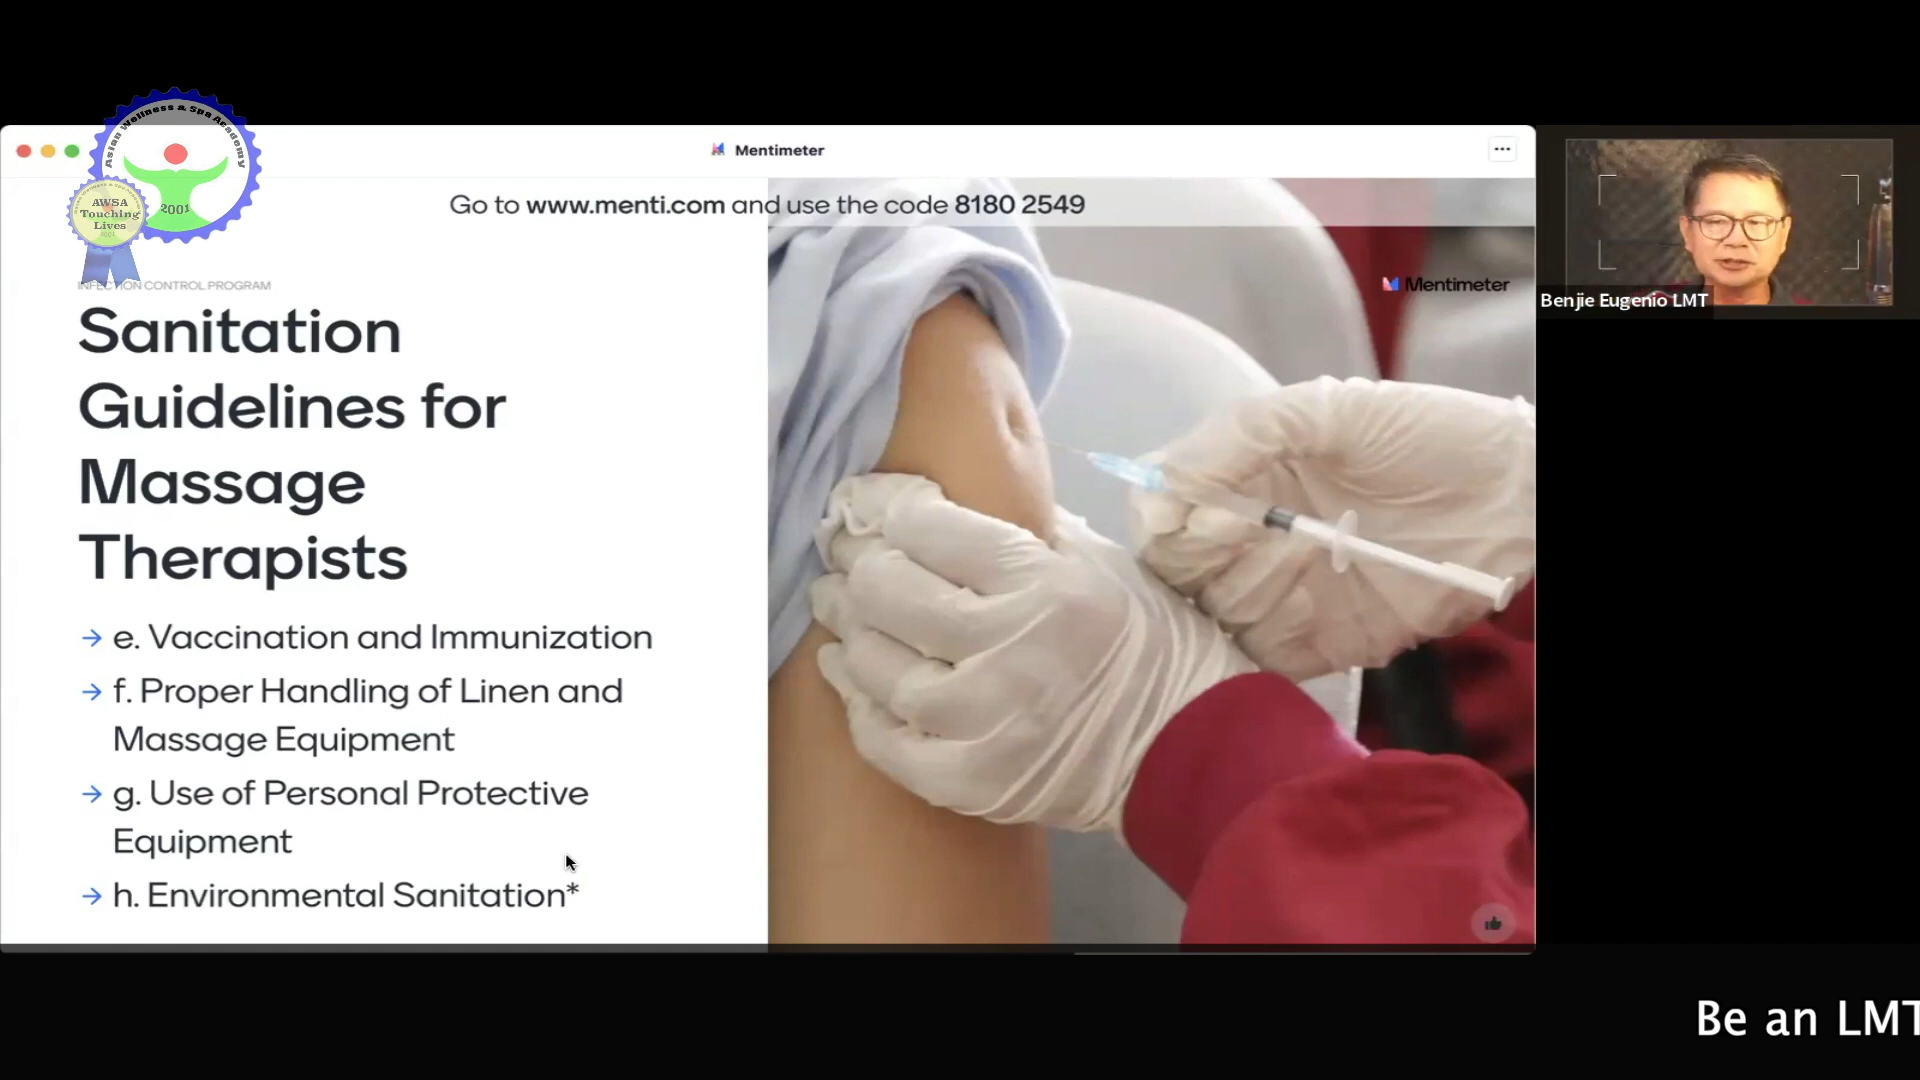 Asian Wellness & Spa Academy
2001
AWSA
Touching
Lives
2001
Mentimeter
Go to www.menti.com and use the code 8180 2549
Mentimeter
INFECTION CONTROL PROGRAM
Sanitation
Guidelines for
Massage
Therapists
→ e. Vaccination and Immunization
→ f. Proper Handling of Linen and
Massage Equipment
→ g. Use of Personal Protective
Equipment
→ h. Environmental Sanitation*
Benjie Eugenio LMT
Be an LMT